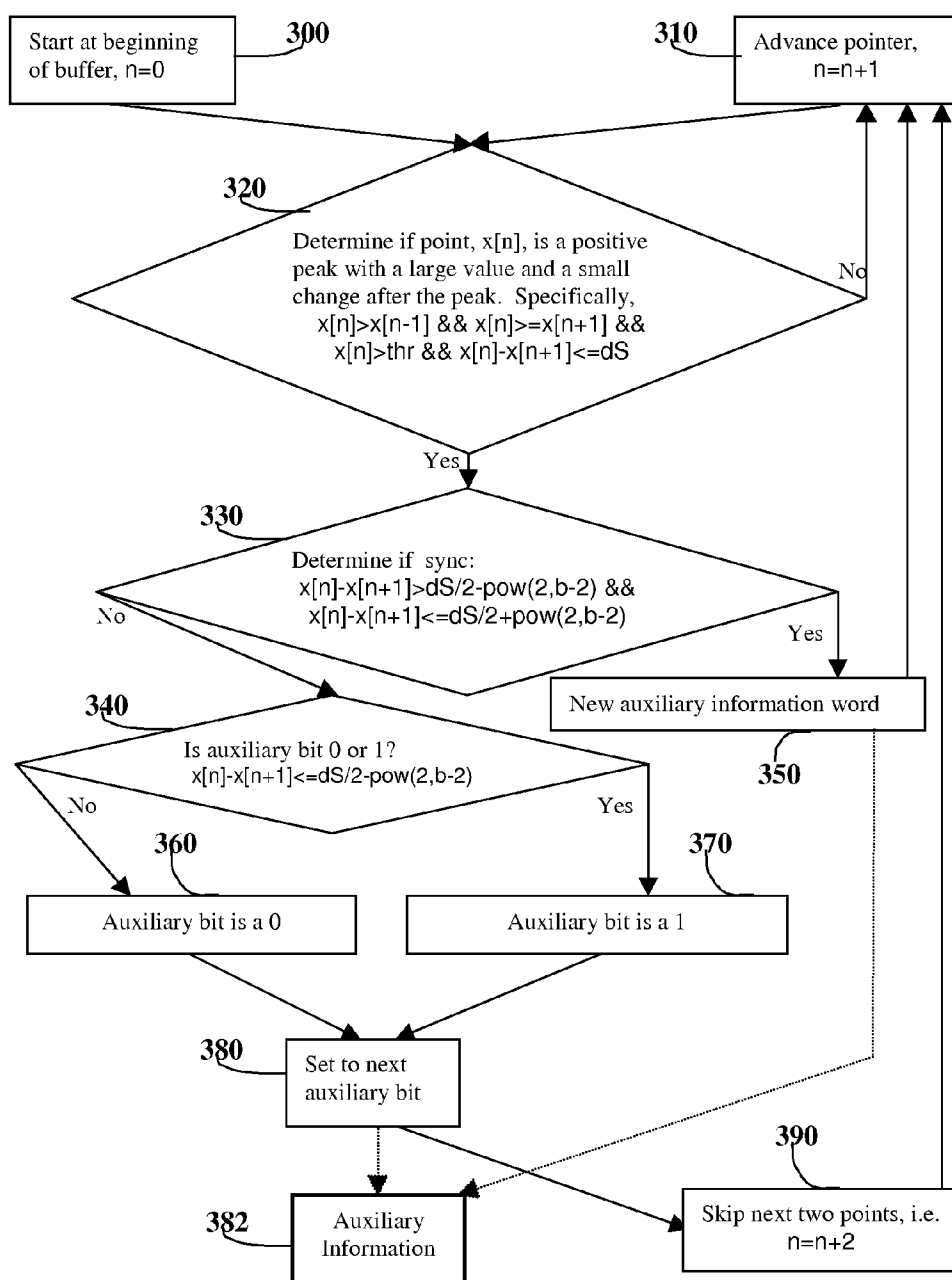 Start at beginning
of buffer, n=0
300
310
Advance pointer,
n=n+1
320
Determine if point, x[n], is a positive
peak with a large value and a small
change after the peak. Specifically,
x[n]>x[n-1] && x[n]>=x[n+1] &&
x[n]>thr && x[n]-x[n+1]<=dS
No
Yes
330
Determine if sync:
x[n]-x[n+1]>dS/2-pow(2,b-2) &&
x[n]-x[n+1]<=dS/2+pow(2,b-2)
No
Yes
New auxiliary information word
350
340
Is auxiliary bit 0 or 1?
x[n]-x[n+1]<=dS/2-pow(2,b-2)
No
Yes
360
370
Auxiliary bit is a 0
Auxiliary bit is a 1
380
Set to next
auxiliary bit
390
Skip next two points, i.e.
n=n+2
382
Auxiliary
Information